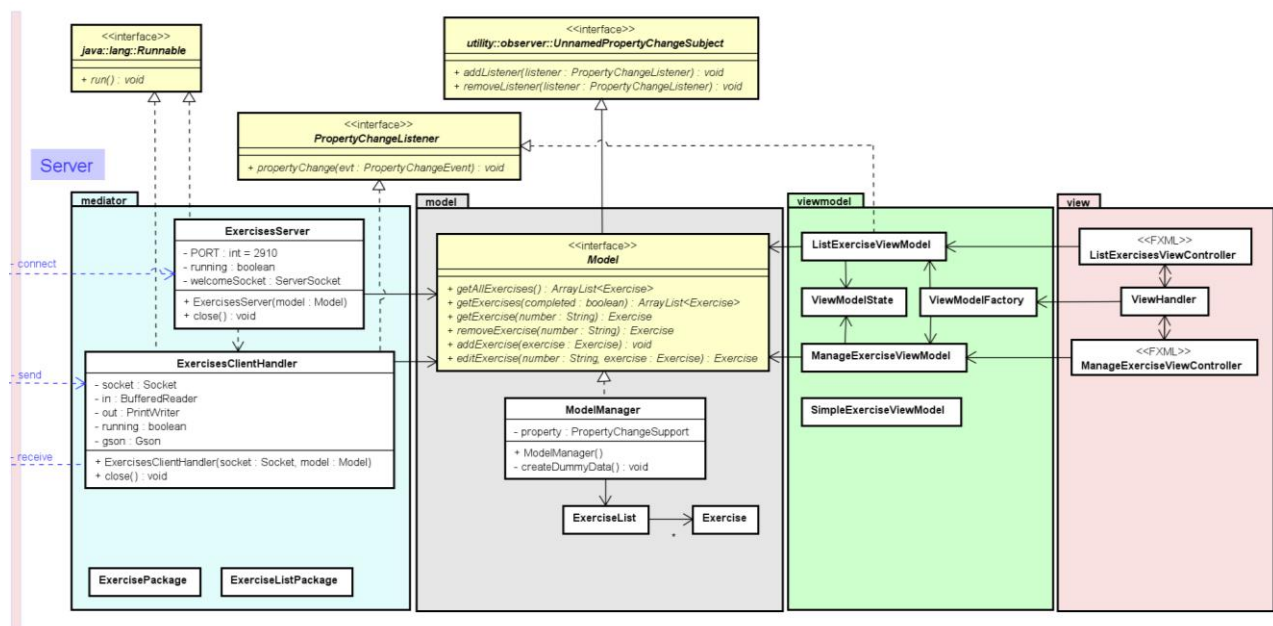 <<interface>>
java::lang::Runnable
+ run() : void
<<interface>>
utility::observer::UnnamedPropertyChangeSubject
+ addListener(listener : PropertyChangeListener) : void
+ removeListener(listener : PropertyChangeListener) : void
<<interface>>
PropertyChangeListener
+ propertyChange(evt : PropertyChangeEvent) : void
Server
mediator
ExercisesServer
- PORT : int = 2910
- running : boolean
- welcomeSocket : ServerSocket
+ ExercisesServer(model : Model)
+ close() : void
- connect
ExercisesClientHandler
- socket : Socket
- in : BufferedReader
- out : PrintWriter
- running : boolean
- gson : Gson
+ ExercisesClientHandler(socket : Socket, model : Model)
+ close() : void
- send
- receive
ExercisePackage
ExerciseListPackage
model
<<interface>>
Model
+ getAllExercises() : ArrayList<Exercise>
+ getExercises(completed : boolean) : ArrayList<Exercise>
+ getExercise(number : String) : Exercise
+ removeExercise(number : String) : Exercise
+ addExercise(exercise : Exercise) : void
+ editExercise(number : String, exercise : Exercise) : Exercise
ModelManager
- property : PropertyChangeSupport
+ ModelManager()
- createDummyData() : void
ExerciseList
Exercise
*
viewmodel
ListExerciseViewModel
ViewModelState
ViewModelFactory
ManageExerciseViewModel
SimpleExerciseViewModel
view
<<FXML>>
ListExercisesViewController
ViewHandler
<<FXML>>
ManageExerciseViewController